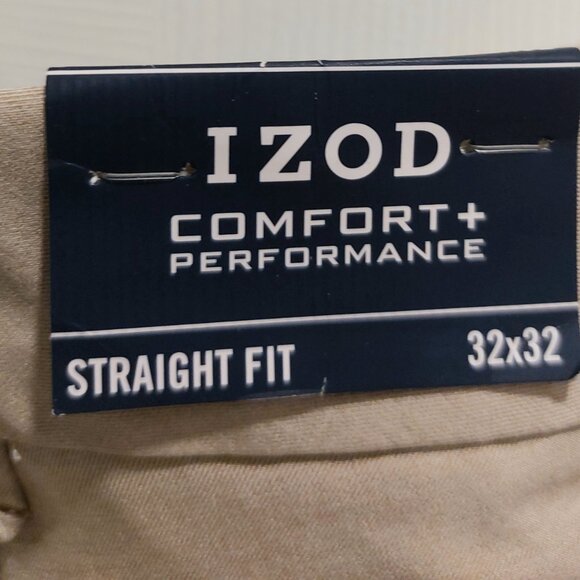 IZOD
COMFORT+
PERFORMANCE
STRAIGHT FIT
32x32